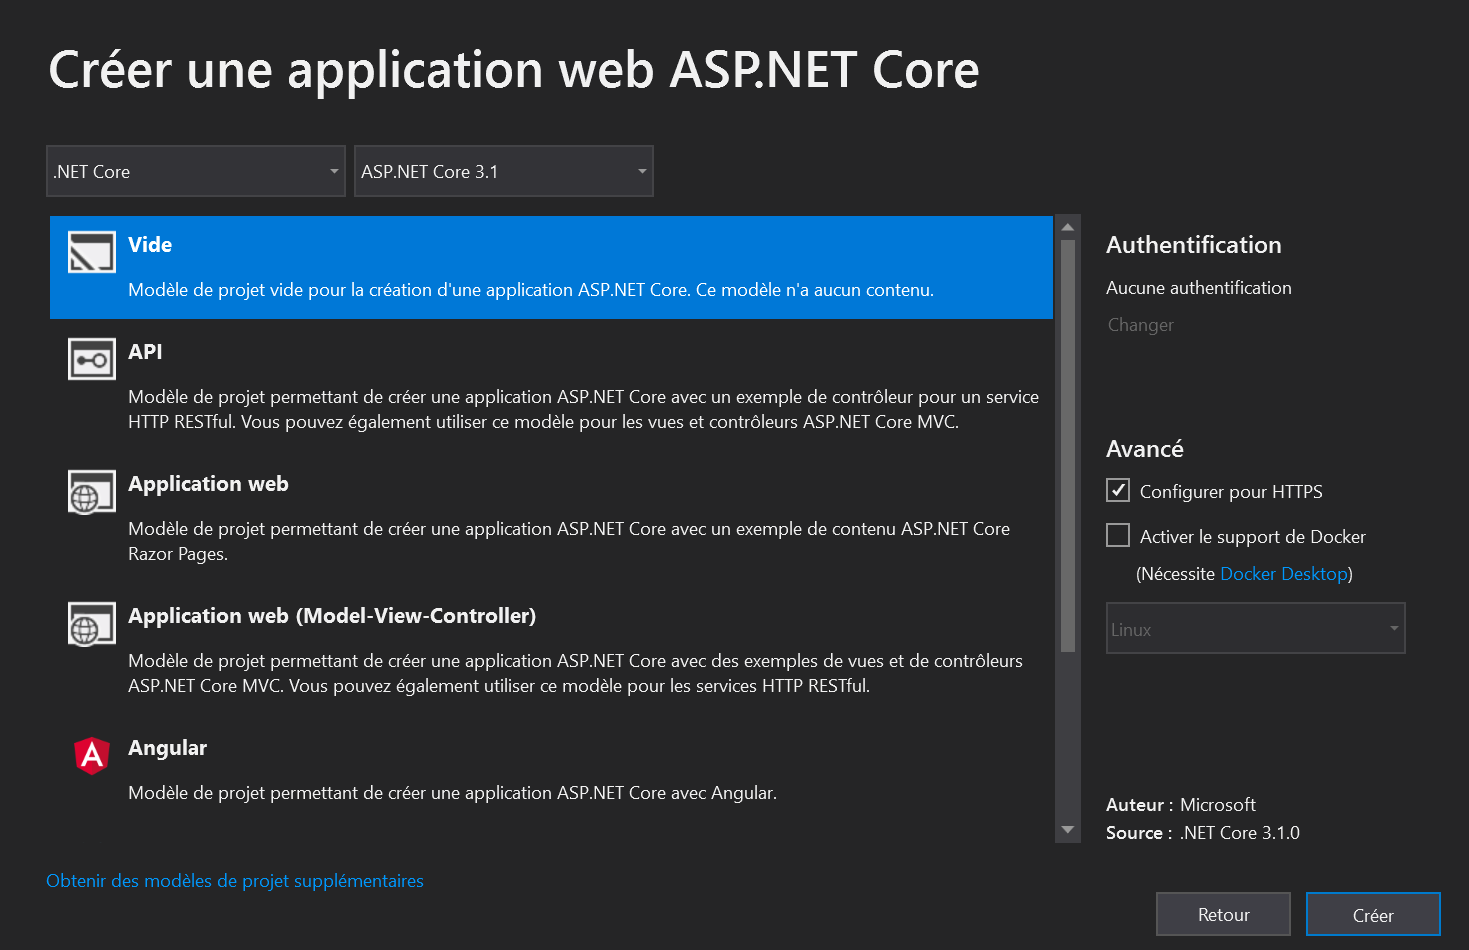 Créer une application web ASP.NET Core
.NET Core
ASP.NET Core 3.1
Vide
Modèle de projet vide pour la création d'une application ASP.NET Core. Ce modèle n'a aucun contenu.
API
Modèle de projet permettant de créer une application ASP.NET Core avec un exemple de contrôleur pour un service
HTTP RESTful. Vous pouvez également utiliser ce modèle pour les vues et contrôleurs ASP.NET Core MVC.
Application web
Modèle de projet permettant de créer une application ASP.NET Core avec un exemple de contenu ASP.NET Core
Razor Pages.
Application web (Model-View-Controller)
Modèle de projet permettant de créer une application ASP.NET Core avec des exemples de vues et de contrôleurs
ASP.NET Core MVC. Vous pouvez également utiliser ce modèle pour les services HTTP RESTful.
Angular
Modèle de projet permettant de créer une application ASP.NET Core avec Angular.
Obtenir des modèles de projet supplémentaires
Authentification
Aucune authentification
Changer
Avancé
Configurer pour HTTPS
Activer le support de Docker
(Nécessite Docker Desktop)
Linux
Auteur : Microsoft
Source : .NET Core 3.1.0
Retour
Créer